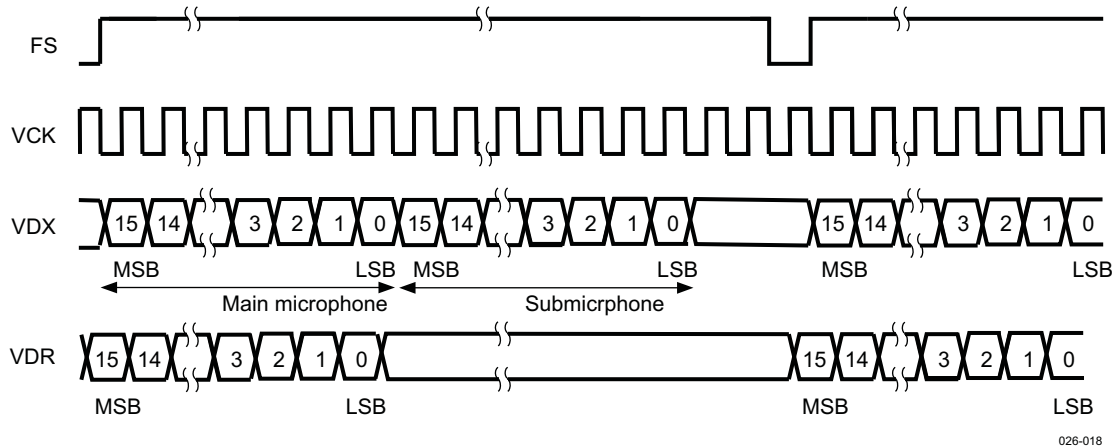 FS
VCK
VDX
15 14 3 2 1 0 15 14 3 2 1 0 15 14 3 2 1 0
MSB LSB MSB LSB MSB LSB
Main microphone Submicrphone
VDR
15 14 3 2 1 0 15 14 3 2 1 0
MSB LSB MSB LSB
026-018